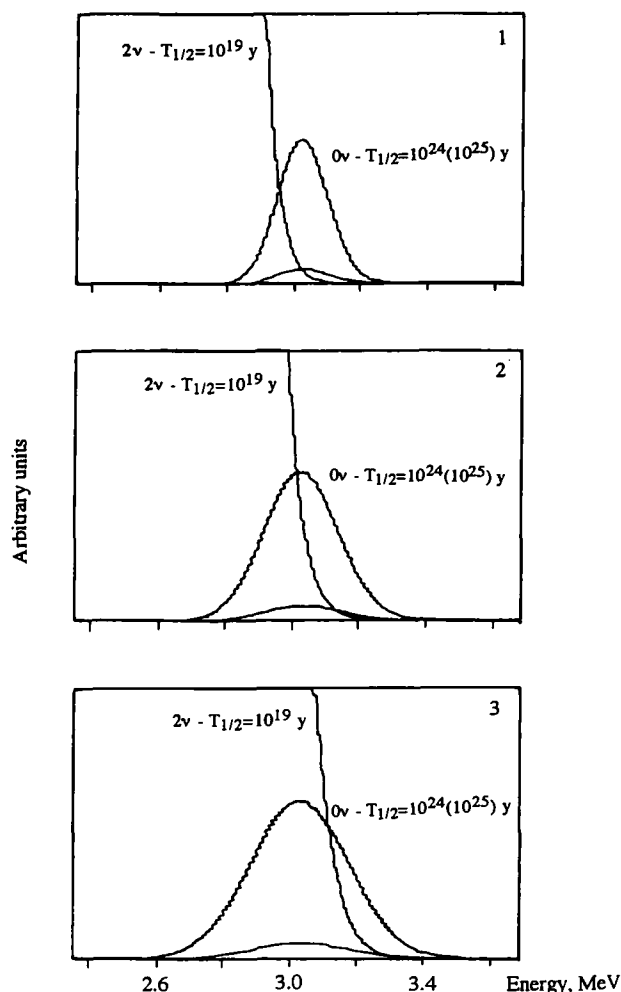 1
2ν - T1/2=10^19 y
0ν - T1/2=10^24(10^25) y
2
2ν - T1/2=10^19 y
0ν - T1/2=10^24(10^25) y
Arbitrary units
3
2ν - T1/2=10^19 y
0ν - T1/2=10^24(10^25) y
2.6 3.0 3.4 Energy, MeV